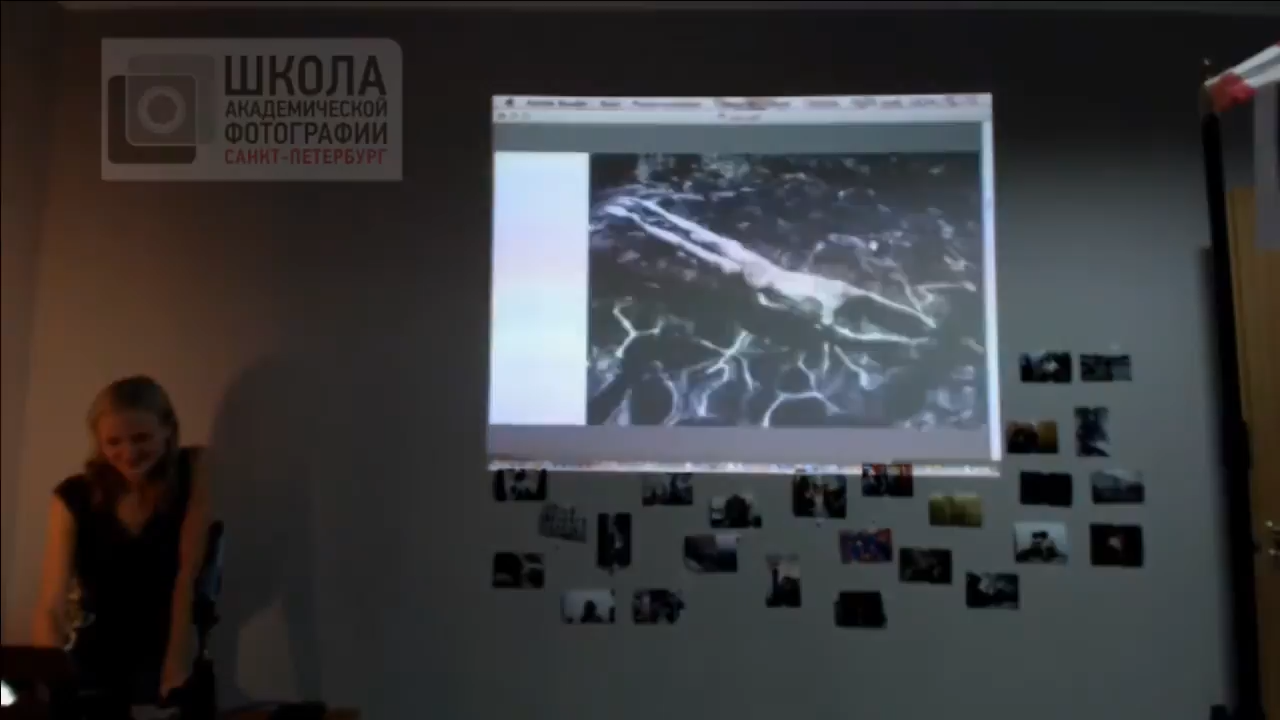 ШКОЛА
АКАДЕМИЧЕСКОЙ
ФОТОГРАФИИ
САНКТ-ПЕТЕРБУРГ